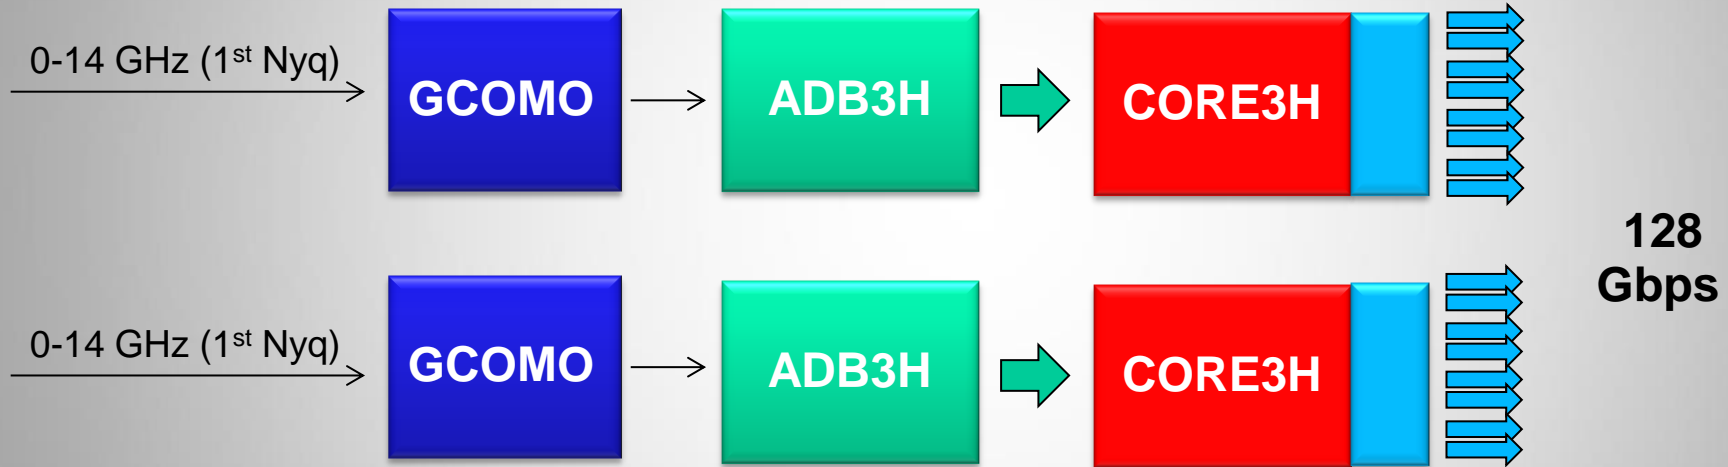 0-14 GHz (1st Nyq)
GCOMO
ADB3H
CORE3H
128
Gbps
0-14 GHz (1st Nyq)
GCOMO
ADB3H
CORE3H